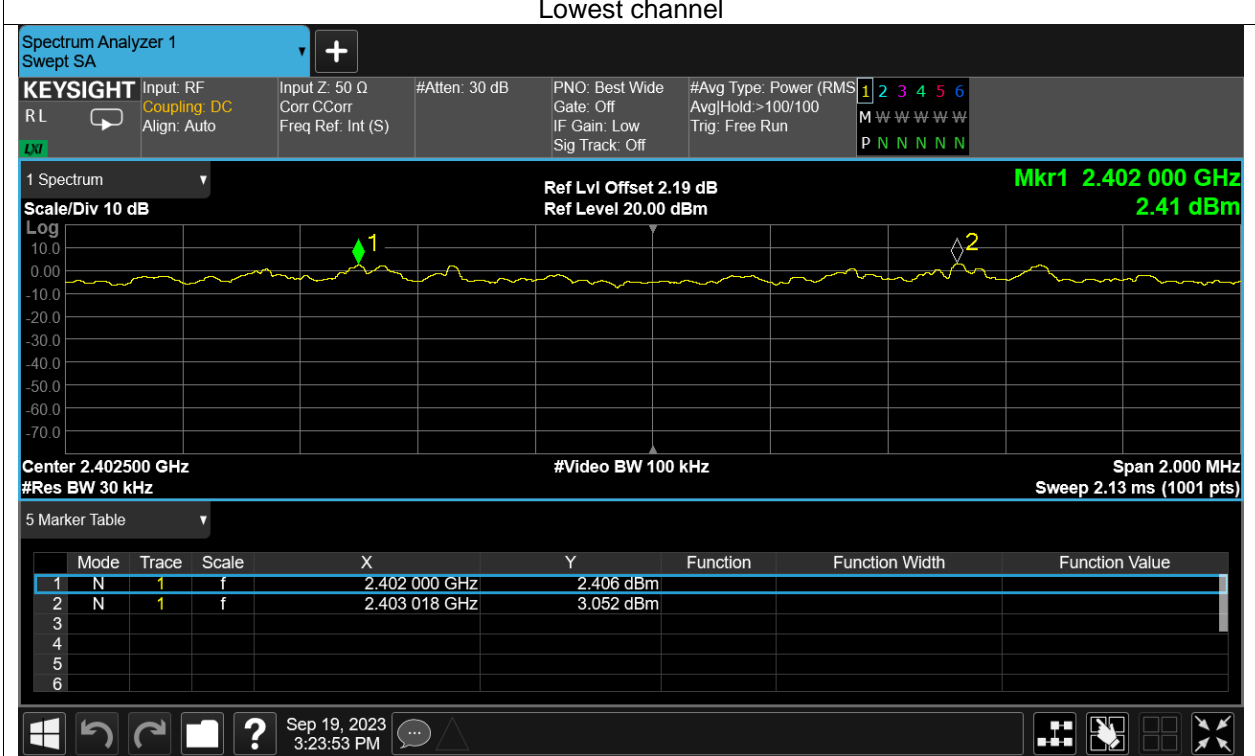 Lowest channel
Spectrum Analyzer 1
Swept SA
+
KEYSIGHT Input: RF Input Z: 50 Ω #Atten: 30 dB PNO: Best Wide #Avg Type: Power (RMS 1 2 3 4 5 6
RL Coupling: DC Corr CCorr Gate: Off Avg|Hold:>100/100 M W W W W W
Align: Auto Freq Ref: Int (S) IF Gain: Low Trig: Free Run
LXI Sig Track: Off P N N N N N
1 Spectrum Ref Lvl Offset 2.19 dB Mkr1 2.402 000 GHz
Scale/Div 10 dB Ref Level 20.00 dBm 2.41 dBm
Log
1 2
10.0
0.00
-10.0
-20.0
-30.0
-40.0
-50.0
-60.0
-70.0
Center 2.402500 GHz #Video BW 100 kHz Span 2.000 MHz
#Res BW 30 kHz Sweep 2.13 ms (1001 pts)
5 Marker Table
Mode Trace Scale X Y Function Function Width Function Value
1 N 1 f 2.402 000 GHz 2.406 dBm
2 N 1 f 2.403 018 GHz 3.052 dBm
3
4
5
6
? Sep 19, 2023
3:23:53 PM